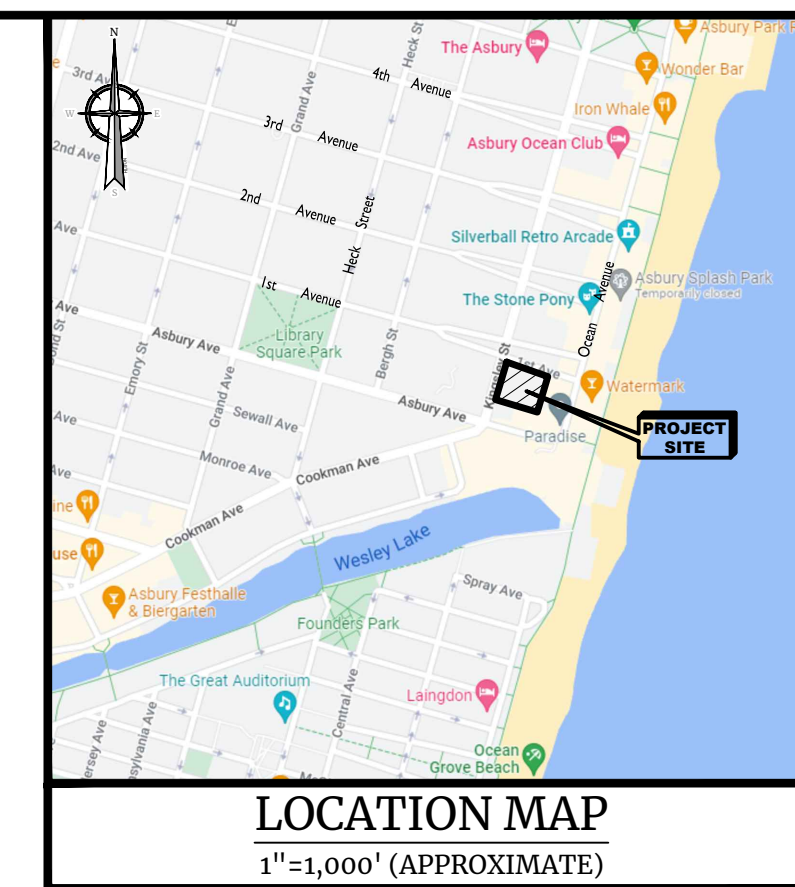 N
W
E
S
Asbury Park
The Asbury
Heck St
Wonder Bar
3rd Av
4th Avenue
Grand Ave
Iron Whale
3rd Avenue
Asbury Ocean Club
2nd Ave
2nd Avenue
Heck Street
Silverball Retro Arcade
Ave
Ocean Avenue
Asbury Splash Park
Temporarily closed
1st Avenue
The Stone Pony
Ave
Asbury Ave
Library
Square Park
Bergh St
Kingsley St
1st Ave
Watermark
Emory St
Grand Ave
Sewall Ave
Asbury Ave
PROJECT
SITE
Paradise
Ave
Monroe Ave
Cookman Ave
Ave
Cookman Ave
Wesley Lake
Spray Ave
Asbury Festhalle
& Biergarten
Founders Park
The Great Auditorium
Central Ave
Laingdon
Ocean
Grove Beach
LOCATION MAP
1"=1,000' (APPROXIMATE)